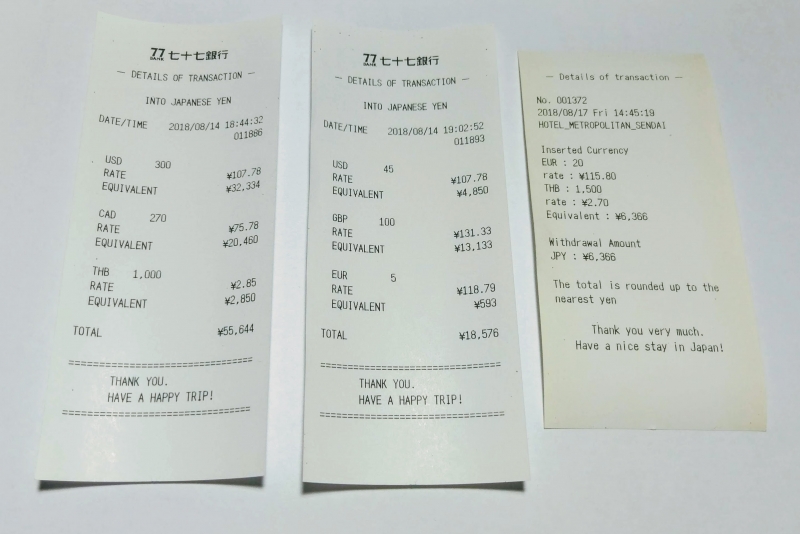 77 BANK 七十七銀行
— DETAILS OF TRANSACTION —
INTO JAPANESE YEN
DATE/TIME 2018/08/14 18:44:32
011886
USD 300
RATE ¥107.78
EQUIVALENT ¥32,334
CAD 270
RATE ¥75.78
EQUIVALENT ¥20,460
THB 1,000
RATE ¥2.85
EQUIVALENT ¥2,850
TOTAL ¥55,644
==============================
THANK YOU.
HAVE A HAPPY TRIP!
==============================
77 BANK 七十七銀行
— DETAILS OF TRANSACTION —
INTO JAPANESE YEN
DATE/TIME 2018/08/14 19:02:52
011893
USD 45
RATE ¥107.78
EQUIVALENT ¥4,850
GBP 100
RATE ¥131.33
EQUIVALENT ¥13,133
EUR 5
RATE ¥118.79
EQUIVALENT ¥593
TOTAL ¥18,576
==============================
THANK YOU.
HAVE A HAPPY TRIP!
==============================
— Details of transaction —
No. 001372
2018/08/17 Fri 14:45:19
HOTEL_METROPOLITAN_SENDAI
Inserted Currency
EUR : 20
rate : ¥115.80
THB : 1,500
rate : ¥2.70
Equivalent : ¥6,366
Withdrawal Amount
JPY : ¥6,366
The total is rounded up to the
nearest yen
Thank you very much.
Have a nice stay in Japan!